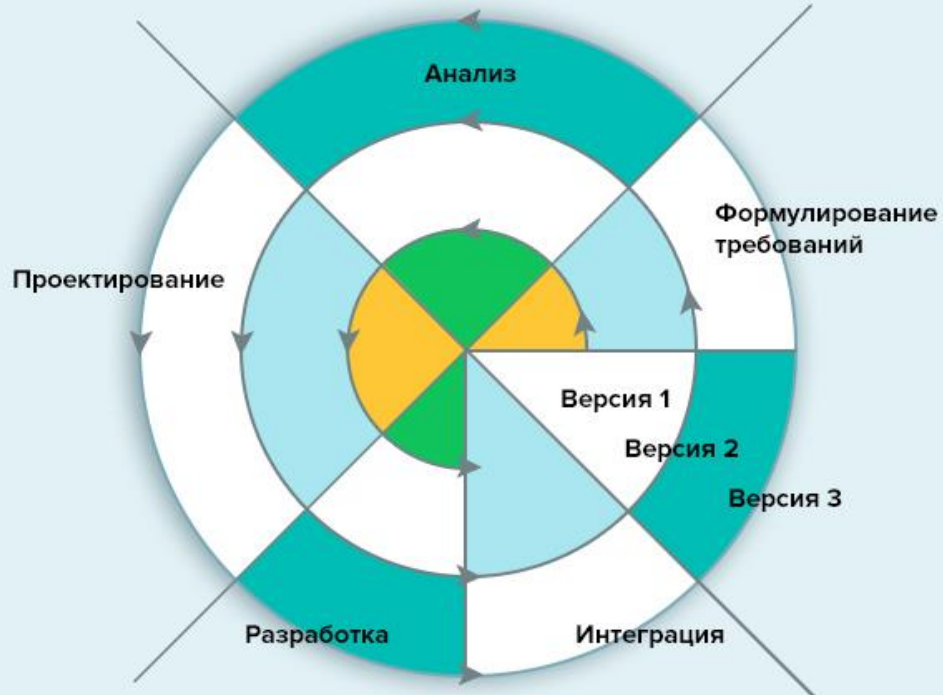 Анализ
Формулирование
требований
Проектирование
Версия 1
Версия 2
Версия 3
Разработка
Интеграция